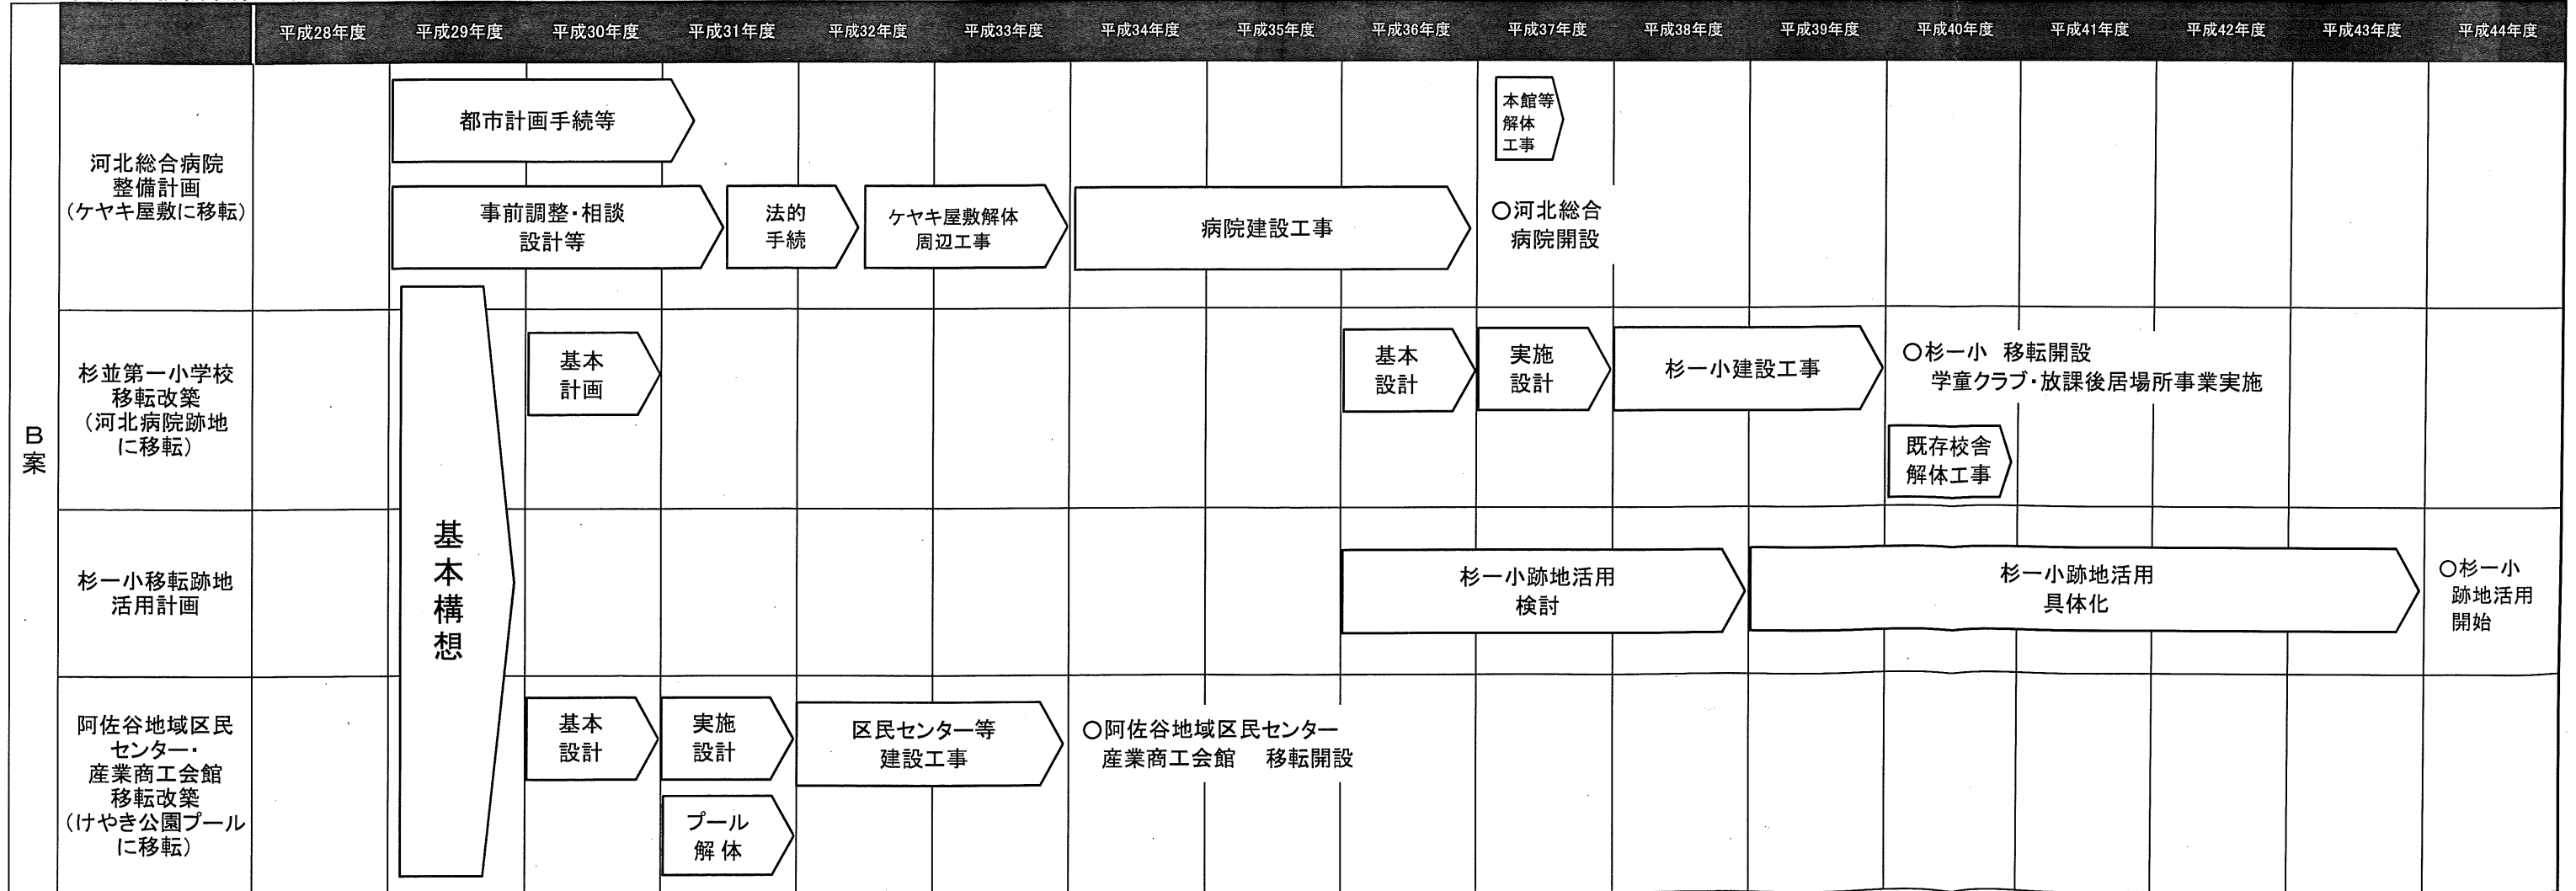 平成28年度 平成29年度 平成30年度 平成31年度 平成32年度 平成33年度 平成34年度 平成35年度 平成36年度 平成37年度 平成38年度 平成39年度 平成40年度 平成41年度 平成42年度 平成43年度 平成44年度
B
案
河北総合病院
整備計画
(ケヤキ屋敷に移転)
都市計画手続等
本館等
解体
工事
事前調整・相談
設計等
法的
手続
ケヤキ屋敷解体
周辺工事
病院建設工事
○河北総合
病院開設
基本構想
杉並第一小学校
移転改築
(河北病院跡地
に移転)
基本
計画
基本
設計
実施
設計
杉一小建設工事
○杉一小 移転開設
学童クラブ・放課後居場所事業実施
既存校舎
解体工事
杉一小移転跡地
活用計画
杉一小跡地活用
検討
杉一小跡地活用
具体化
○杉一小
跡地活用
開始
阿佐谷地域区民
センター・
産業商工会館
移転改築
(けやき公園プール
に移転)
基本
設計
実施
設計
区民センター等
建設工事
○阿佐谷地域区民センター
産業商工会館 移転開設
プール
解体